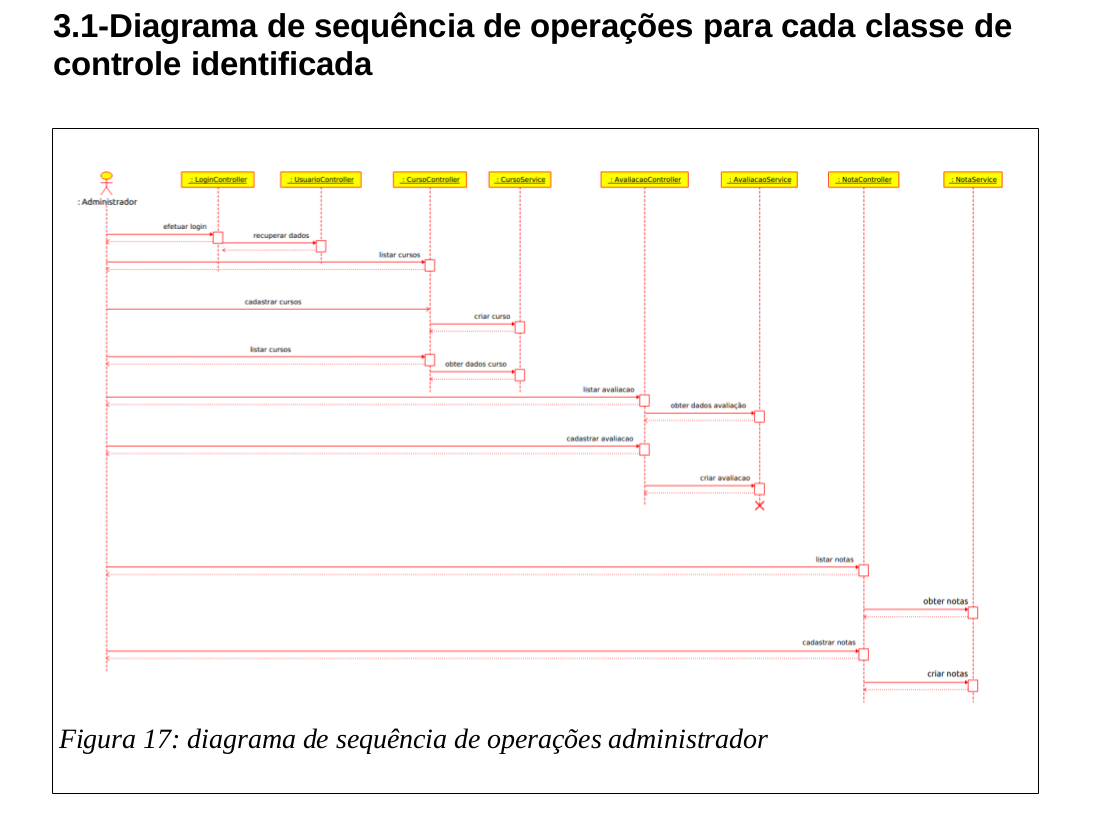 3.1-Diagrama de sequência de operações para cada classe de
controle identificada
: Administrador
: LoginController
: UsuarioController
: CursoController
: CursoService
: AvaliacaoController
: AvaliacaoService
: NotaController
: NotaService
efetuar login
recuperar dados
listar cursos
cadastrar cursos
criar curso
listar cursos
obter dados curso
listar avaliacao
obter dados avaliação
cadastrar avaliacao
criar avaliacao
listar notas
obter notas
cadastrar notas
criar notas
Figura 17: diagrama de sequência de operações administrador